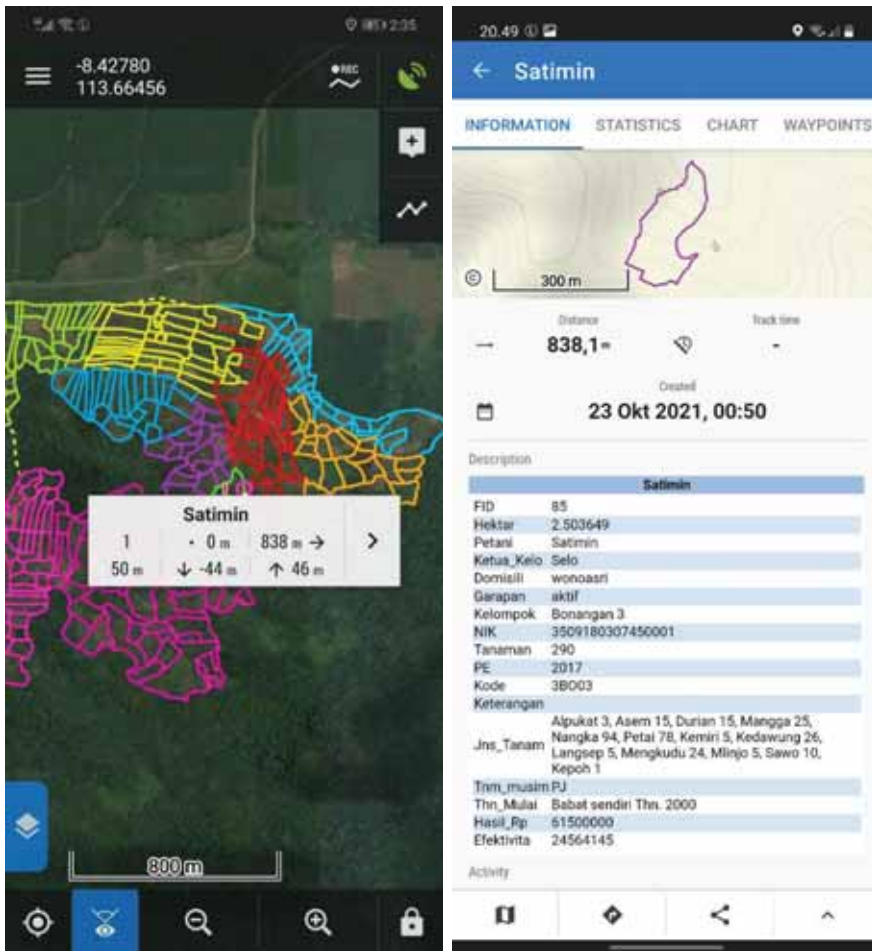 2:35
-8.42780
113.66456
REC
Satimin
1 · 0 m 838 m →
50 m ↓ -44 m ↑ 46 m
800 m
20.49
← Satimin
INFORMATION STATISTICS CHART WAYPOINTS
© 300 m
Distance Track time
838,1 m -
Created
23 Okt 2021, 00:50
Description
Satimin
FID 85
Hektar 2.503649
Petani Satimin
Ketua_Kelo Selo
Domisili wonoasri
Garapan aktif
Kelompok Bonangan 3
NIK 3509180307450001
Tanaman 290
PE 2017
Kode 3BO03
Keterangan
Jns_Tanam Alpukat 3, Asem 15, Durian 15, Mangga 25,
Nangka 94, Petai 78, Kemiri 5, Kedawung 26,
Langsep 5, Mengkudu 24, Mlinjo 5, Sawo 10,
Kepoh 1
Tnm_musim PJ
Thn_Mulai Babat sendiri Thn. 2000
Hasil_Rp 61500000
Efektivita 24564145
Activity